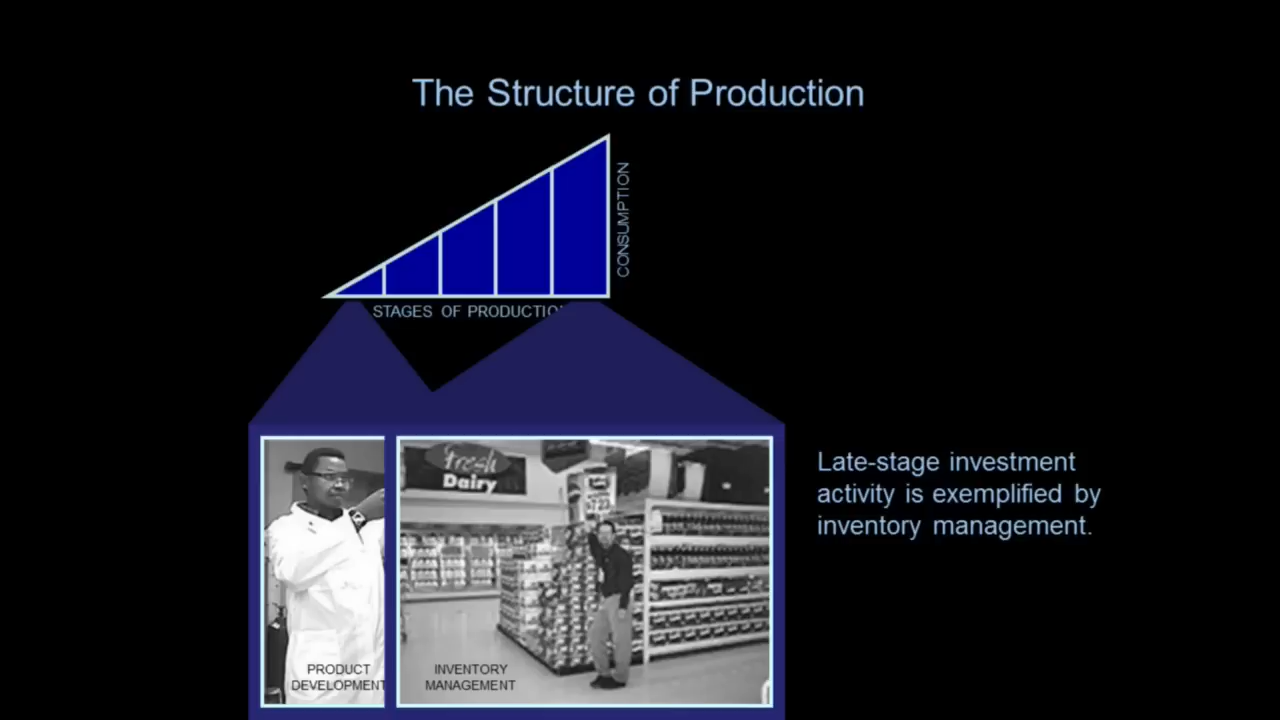 The Structure of Production
CONSUMPTION
STAGES OF PRODUCTIO
Fresh
Dairy
Late-stage investment
activity is exemplified by
inventory management.
PRODUCT
DEVELOPMENT
INVENTORY
MANAGEMENT